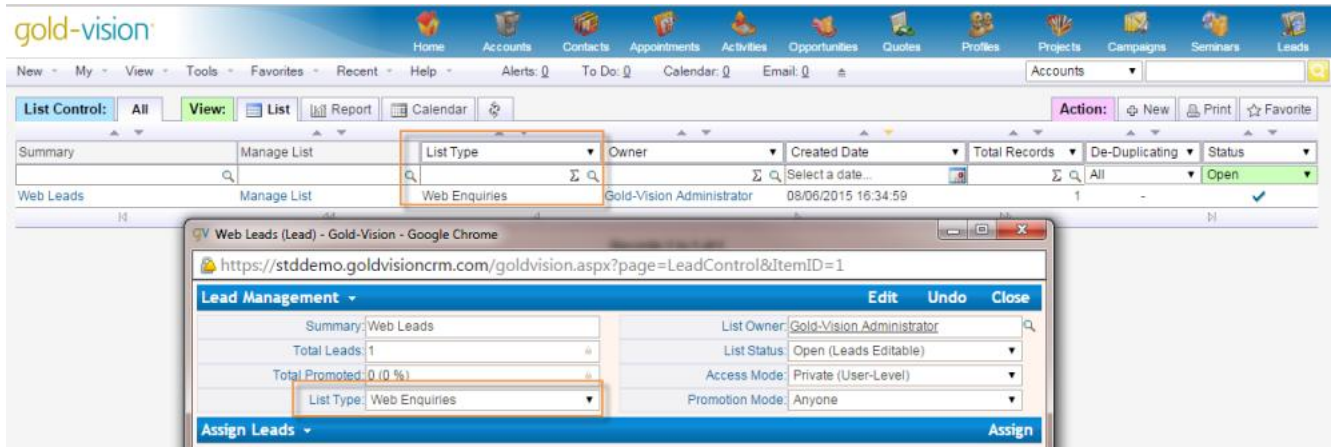 gold-vision
Home Accounts Contacts Appointments Activities Opportunities Quotes Profiles Projects Campaigns Seminars Leads
New My View Tools Favorites Recent Help Alerts: 0 To Do: 0 Calendar: 0 Email: 0 Accounts
List Control: All View: List Report Calendar Action: New Print Favorite
Summary Manage List List Type Owner Created Date Total Records De-Duplicating Status
Σ Σ Select a date... Σ All Open
Web Leads Manage List Web Enquiries Gold-Vision Administrator 08/06/2015 16:34:59 1 -
GV Web Leads (Lead) - Gold-Vision - Google Chrome
https://stddemo.goldvisioncrm.com/goldvision.aspx?page=LeadControl&ItemID=1
Lead Management Edit Undo Close
Summary: Web Leads List Owner: Gold-Vision Administrator
Total Leads: 1 List Status: Open (Leads Editable)
Total Promoted: 0 (0 %) Access Mode: Private (User-Level)
List Type: Web Enquiries Promotion Mode: Anyone
Assign Leads Assign